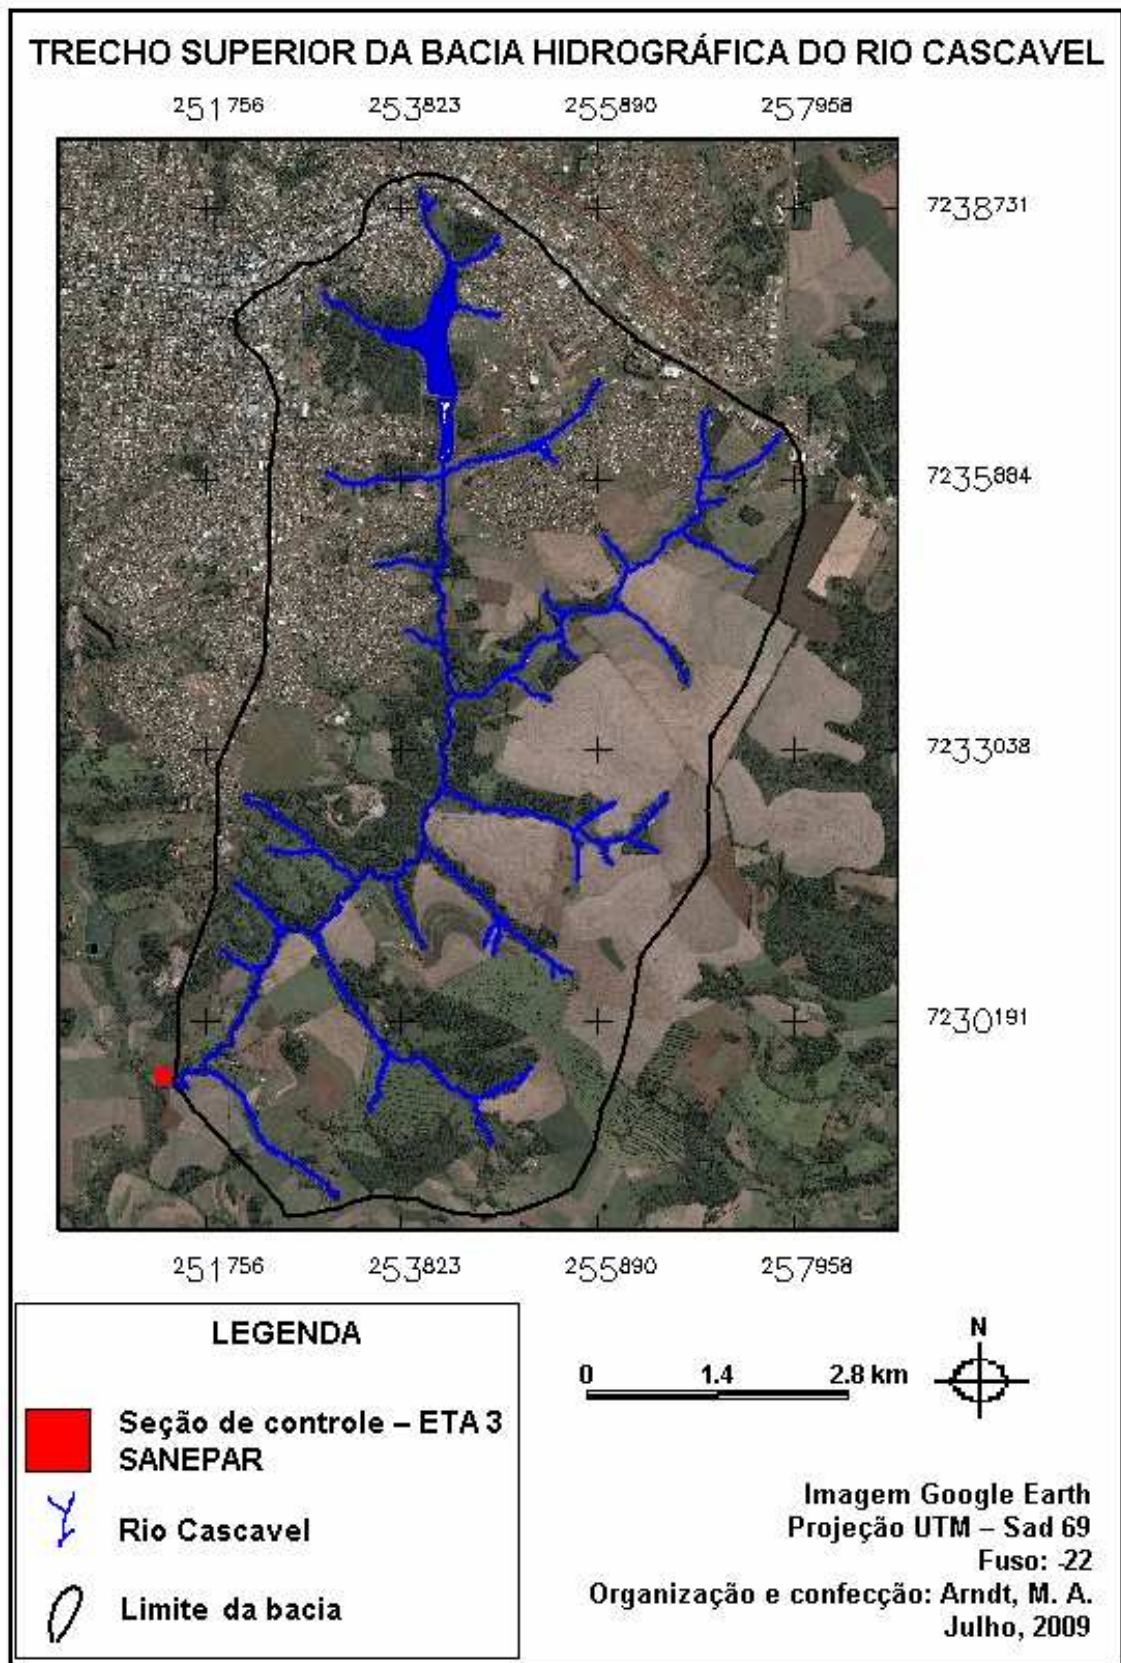 TRECHO SUPERIOR DA BACIA HIDROGRÁFICA DO RIO CASCAVEL
251756 253823 255890 257958
7238731
7235884
7233038
7230191
251756 253823 255890 257958
LEGENDA
Seção de controle – ETA 3
SANEPAR
Rio Cascavel
Limite da bacia
0 1.4 2.8 km
N
Imagem Google Earth
Projeção UTM – Sad 69
Fuso: -22
Organização e confecção: Arndt, M. A.
Julho, 2009